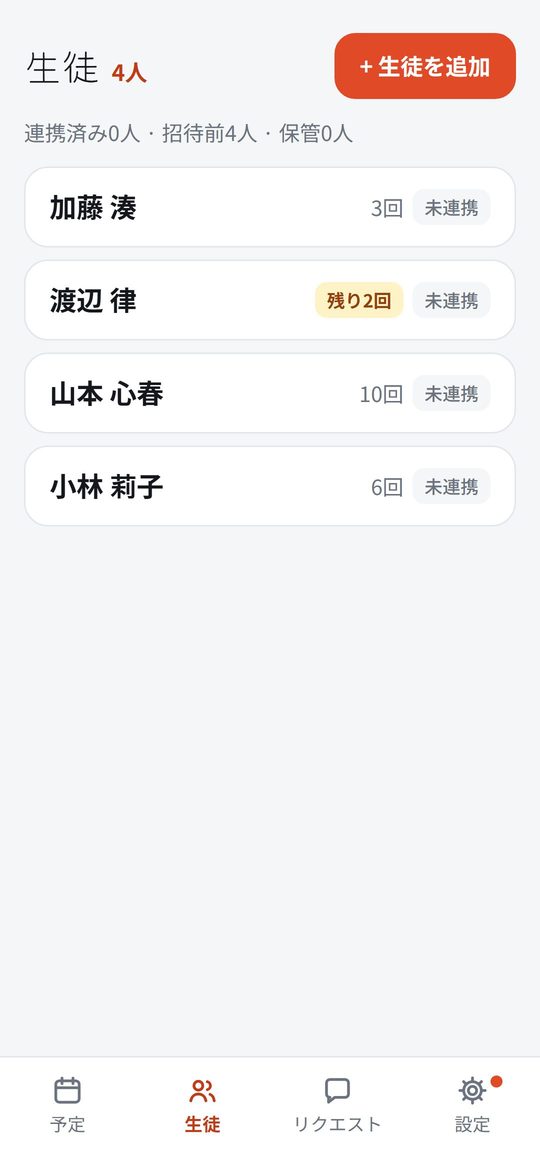 生徒 4人
+ 生徒を追加
連携済み0人 · 招待前4人 · 保管0人
加藤 湊 3回 未連携
渡辺 律 残り2回 未連携
山本 心春 10回 未連携
小林 莉子 6回 未連携
予定 生徒 リクエスト 設定